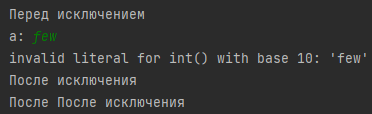 Перед исключением
a: few
invalid literal for int() with base 10: 'few'
После исключения
После После исключения